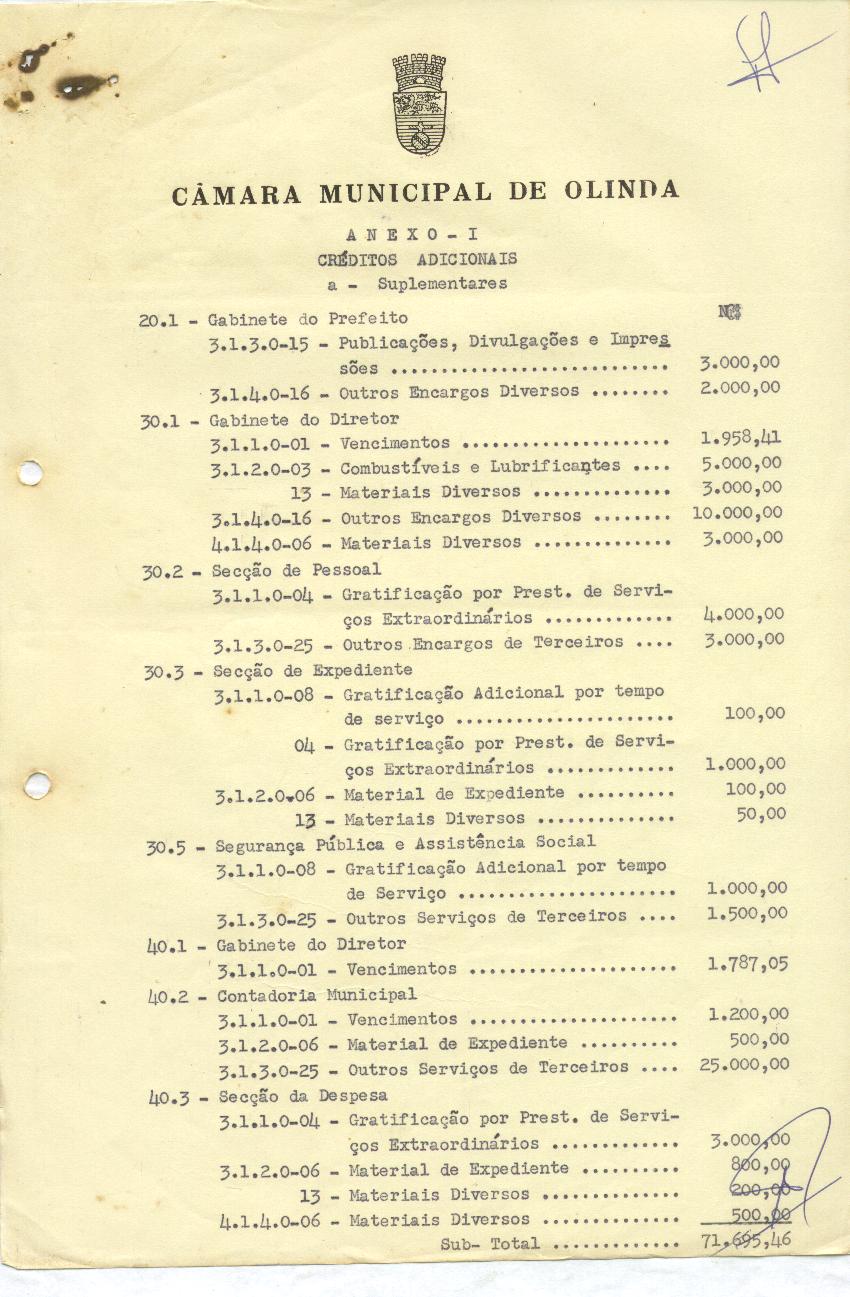 CÂMARA MUNICIPAL DE OLINDA
A N E X O - I
CRÉDITOS ADICIONAIS
a - Suplementares
20.1 - Gabinete do Prefeito
3.1.3.0-15 - Publicações, Divulgações e Impres
sões ............................ 3.000,00
3.1.4.0-16 - Outros Encargos Diversos ........ 2.000,00
30.1 - Gabinete do Diretor
3.1.1.0-01 - Vencimentos ..................... 1.958,41
3.1.2.0-03 - Combustíveis e Lubrificantes .... 5.000,00
13 - Materiais Diversos .............. 3.000,00
3.1.4.0-16 - Outros Encargos Diversos ........ 10.000,00
4.1.4.0-06 - Materiais Diversos .............. 3.000,00
30.2 - Secção de Pessoal
3.1.1.0-04 - Gratificação por Prest. de Servi-
ços Extraordinários ............. 4.000,00
3.1.3.0-25 - Outros Encargos de Terceiros .... 3.000,00
30.3 - Secção de Expediente
3.1.1.0-08 - Gratificação Adicional por tempo
de serviço ...................... 100,00
04 - Gratificação por Prest. de Servi-
ços Extraordinários ............. 1.000,00
3.1.2.0.06 - Material de Expediente .......... 100,00
13 - Materiais Diversos .............. 50,00
30.5 - Segurança Pública e Assistência Social
3.1.1.0-08 - Gratificação Adicional por tempo
de Serviço ...................... 1.000,00
3.1.3.0-25 - Outros Serviços de Terceiros .... 1.500,00
40.1 - Gabinete do Diretor
3.1.1.0-01 - Vencimentos ..................... 1.787,05
40.2 - Contadoria Municipal
3.1.1.0-01 - Vencimentos ..................... 1.200,00
3.1.2.0-06 - Material de Expediente .......... 500,00
3.1.3.0-25 - Outros Serviços de Terceiros .... 25.000,00
40.3 - Secção da Despesa
3.1.1.0-04 - Gratificação por Prest. de Servi-
ços Extraordinários ............. 3.000,00
3.1.2.0-06 - Material de Expediente .......... 800,00
13 - Materiais Diversos .............. 200,00
4.1.4.0-06 - Materiais Diversos .............. 500,00
Sub- Total ............. 71.695,46